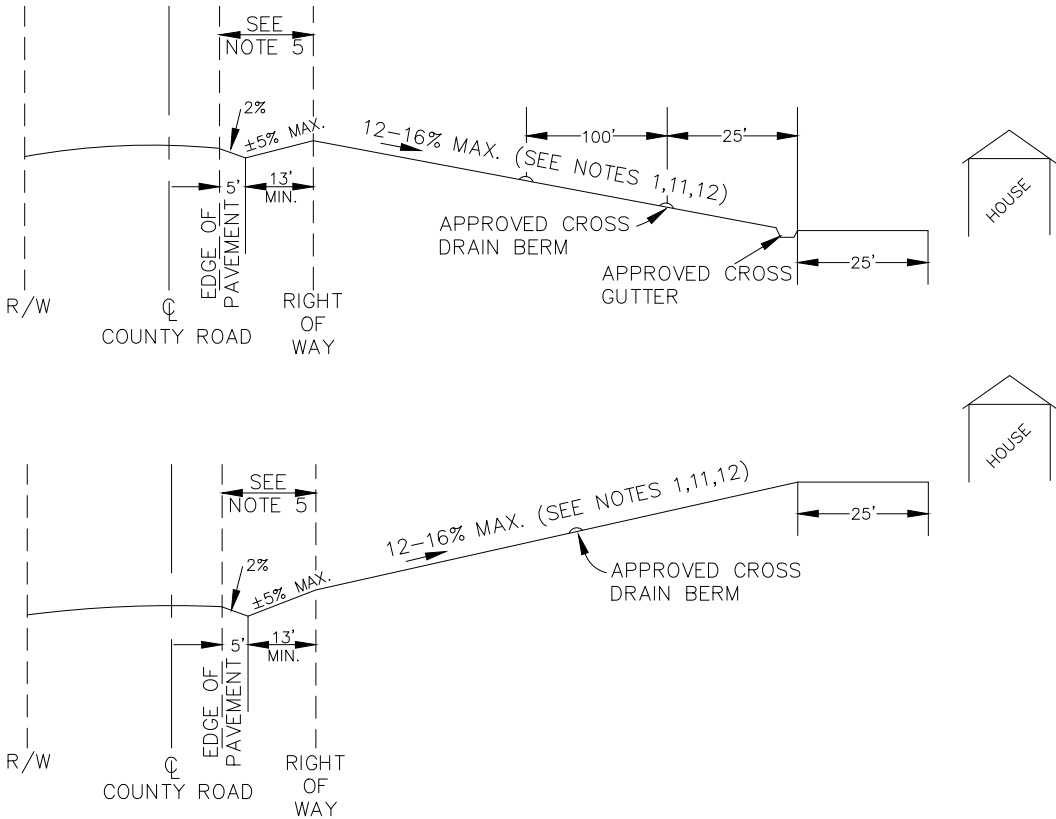 SEE
NOTE 5
2%
±5% MAX.
12-16% MAX. (SEE NOTES 1,11,12)
100'
25'
5'
13'
MIN.
HOUSE
APPROVED CROSS
DRAIN BERM
APPROVED CROSS
GUTTER
25'
EDGE OF
PAVEMENT
R/W
℄
COUNTY ROAD
RIGHT
OF
WAY
HOUSE
SEE
NOTE 5
12-16% MAX. (SEE NOTES 1,11,12)
25'
2%
±5% MAX.
APPROVED CROSS
DRAIN BERM
5'
13'
MIN.
EDGE OF
PAVEMENT
R/W
℄
COUNTY ROAD
RIGHT
OF
WAY